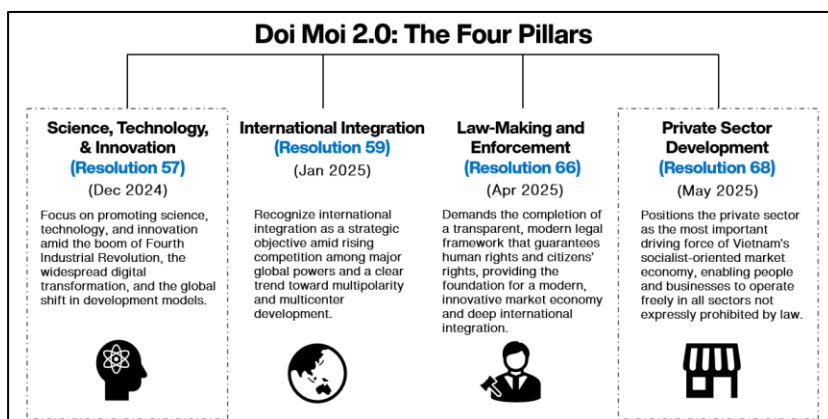 Doi Moi 2.0: The Four Pillars
Science, Technology,
& Innovation
(Resolution 57)
(Dec 2024)
Focus on promoting science,
technology, and innovation
amid the boom of Fourth
Industrial Revolution, the
widespread digital
transformation, and the global
shift in development models.
International Integration
(Resolution 59)
(Jan 2025)
Recognize international
integration as a strategic
objective amid rising
competition among major
global powers and a clear
trend toward multipolarity
and multicenter
development.
Law-Making and
Enforcement
(Resolution 66)
(Apr 2025)
Demands the completion of
a transparent, modern legal
framework that guarantees
human rights and citizens'
rights, providing the
foundation for a modern,
innovative market economy
and deep international
integration.
Private Sector
Development
(Resolution 68)
(May 2025)
Positions the private sector
as the most important
driving force of Vietnam's
socialist-oriented market
economy, enabling people
and businesses to operate
freely in all sectors not
expressly prohibited by law.